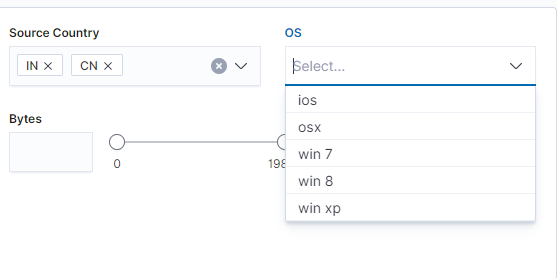 Source Country
OS
IN × CN ×
Select...
ios
osx
win 7
win 8
win xp
Bytes
0
198